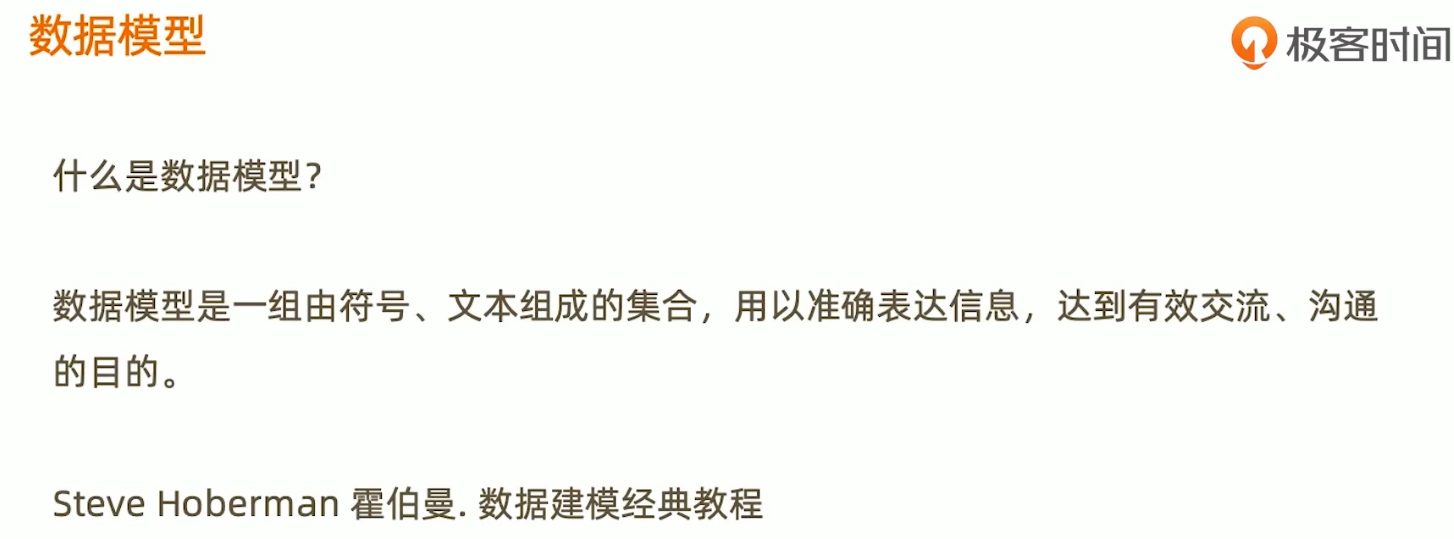 数据模型
极客时间
什么是数据模型？
数据模型是一组由符号、文本组成的集合，用以准确表达信息，达到有效交流、沟通
的目的。
Steve Hoberman 霍伯曼. 数据建模经典教程